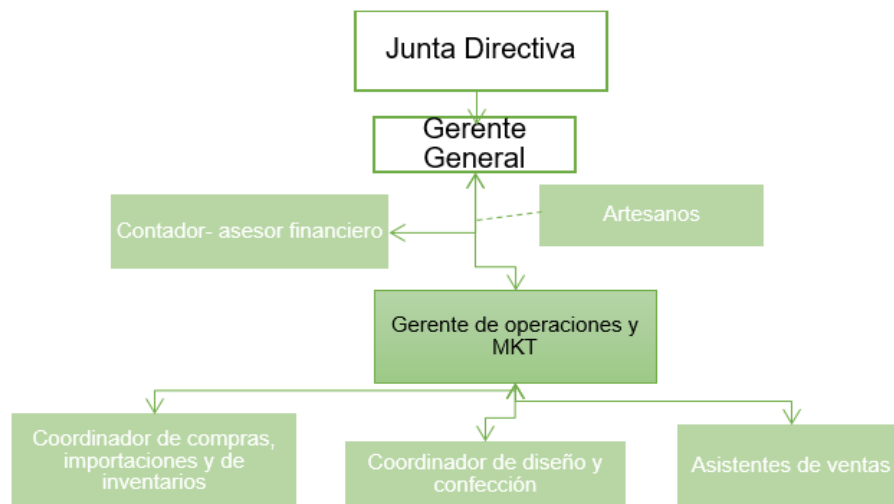 Junta Directiva
Gerente
General
Contador- asesor financiero
Artesanos
Gerente de operaciones y
MKT
Coordinador de compras,
importaciones y de
inventarios
Coordinador de diseño y
confección
Asistentes de ventas